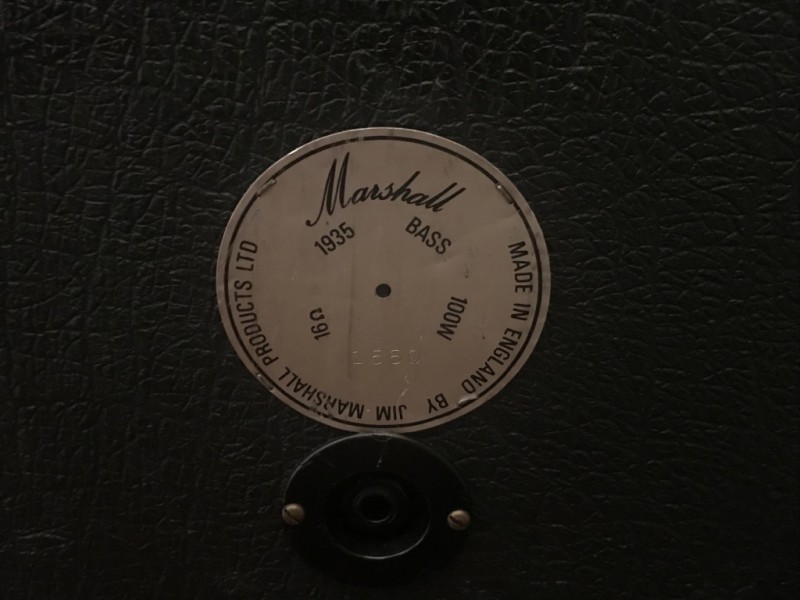 Marshall
1935 BASS
16Ω 100W
MADE IN ENGLAND BY JIM MARSHALL PRODUCTS LTD